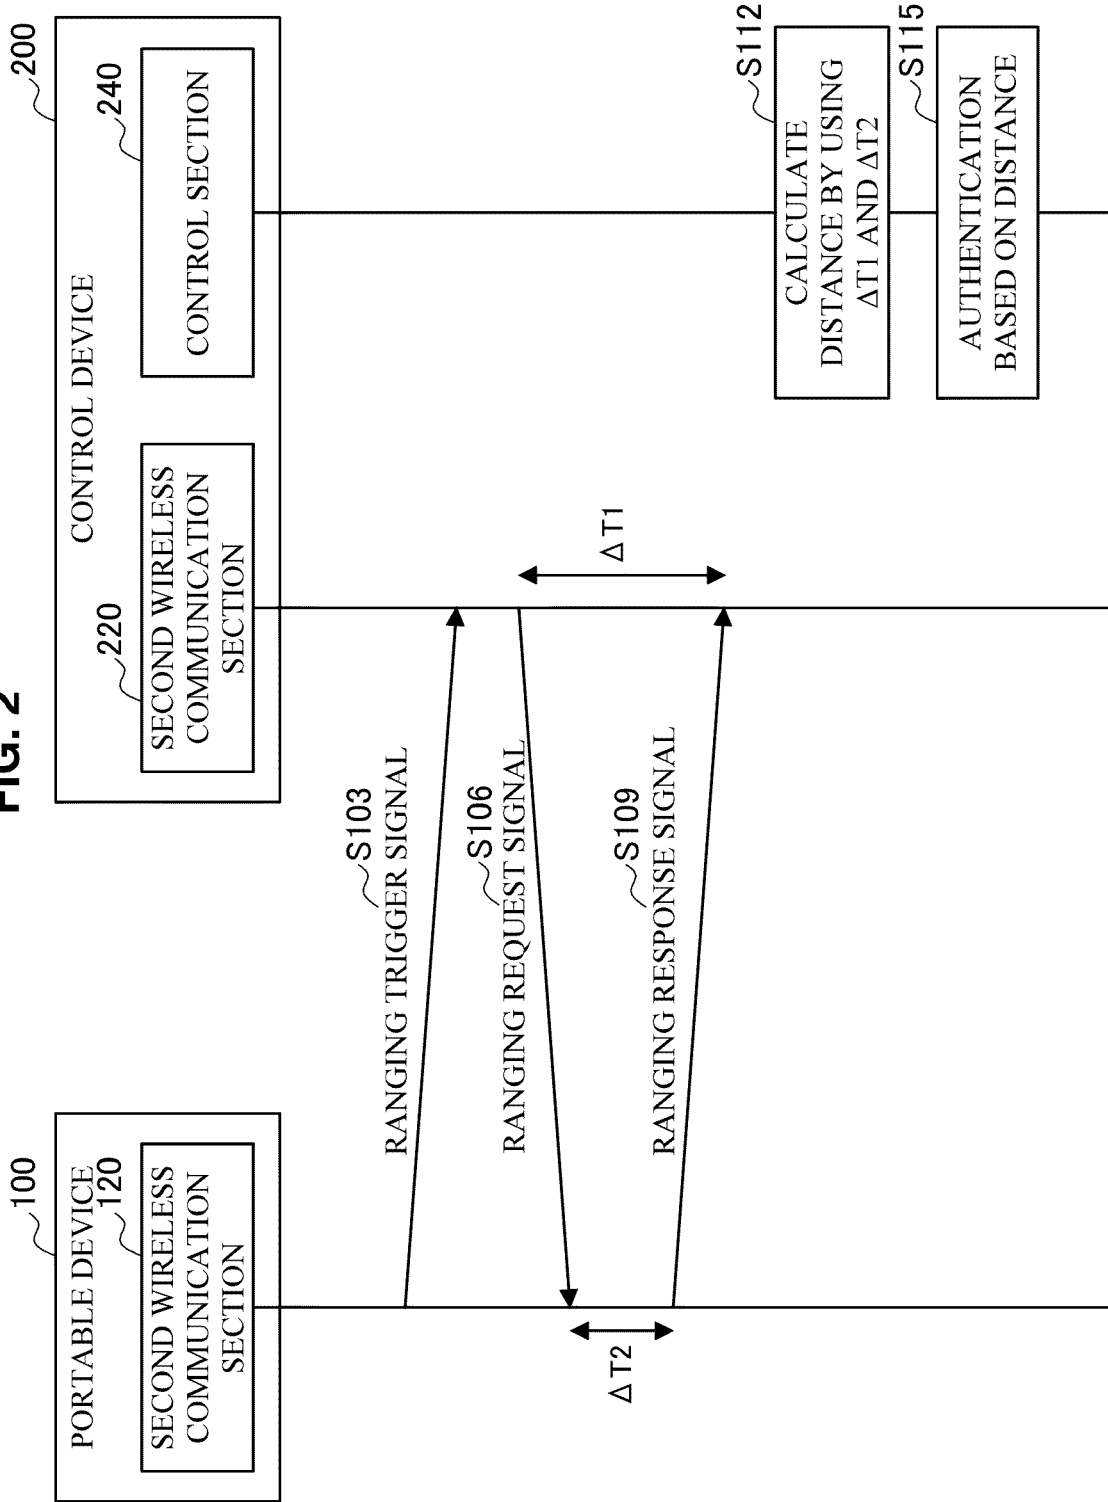 FIG. 2
100
PORTABLE DEVICE
120
SECOND WIRELESS
COMMUNICATION
SECTION
200
CONTROL DEVICE
220
SECOND WIRELESS
COMMUNICATION
SECTION
240
CONTROL SECTION
S103
RANGING TRIGGER SIGNAL
S106
RANGING REQUEST SIGNAL
ΔT1
ΔT2
S109
RANGING RESPONSE SIGNAL
S112
CALCULATE
DISTANCE BY USING
ΔT1 AND ΔT2
S115
AUTHENTICATION
BASED ON DISTANCE